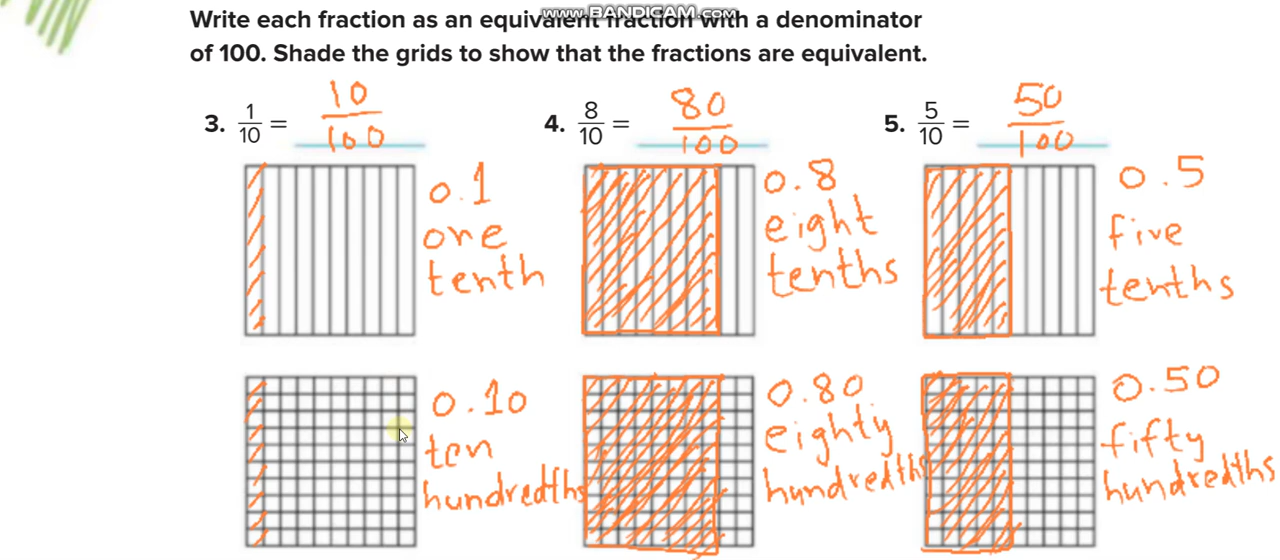 www.BANDICAM.com
Write each fraction as an equivalent fraction with a denominator
of 100. Shade the grids to show that the fractions are equivalent.
3. 1/10 = 10/100
4. 8/10 = 80/100
5. 5/10 = 50/100
0.1
one
tenth
0.8
eight
tenths
0.5
five
tenths
0.10
ten
hundredths
0.80
eighty
hundredths
0.50
fifty
hundredths